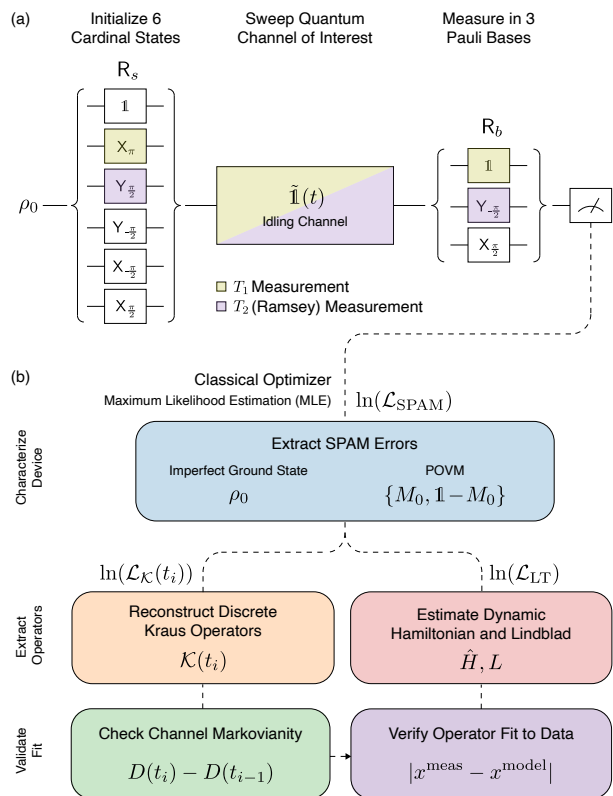 (a)
Initialize 6
Cardinal States
Sweep Quantum
Channel of Interest
Measure in 3
Pauli Bases
R_s
𝟙
X_π
Y_{π/2}
Y_{-π/2}
X_{-π/2}
X_{π/2}
ρ_0
𝟙̃(t)
Idling Channel
R_b
𝟙
Y_{-π/2}
X_{π/2}
T_1 Measurement
T_2 (Ramsey) Measurement
(b)
Classical Optimizer
Maximum Likelihood Estimation (MLE)
ln(ℒ_SPAM)
Characterize
Device
Extract SPAM Errors
Imperfect Ground State
ρ_0
POVM
{M_0, 𝟙−M_0}
ln(ℒ_𝒦(t_i))
ln(ℒ_LT)
Extract
Operators
Reconstruct Discrete
Kraus Operators
𝒦(t_i)
Estimate Dynamic
Hamiltonian and Lindblad
Ĥ, L
Validate
Fit
Check Channel Markovianity
D(t_i) − D(t_{i−1})
Verify Operator Fit to Data
|x^meas − x^model|